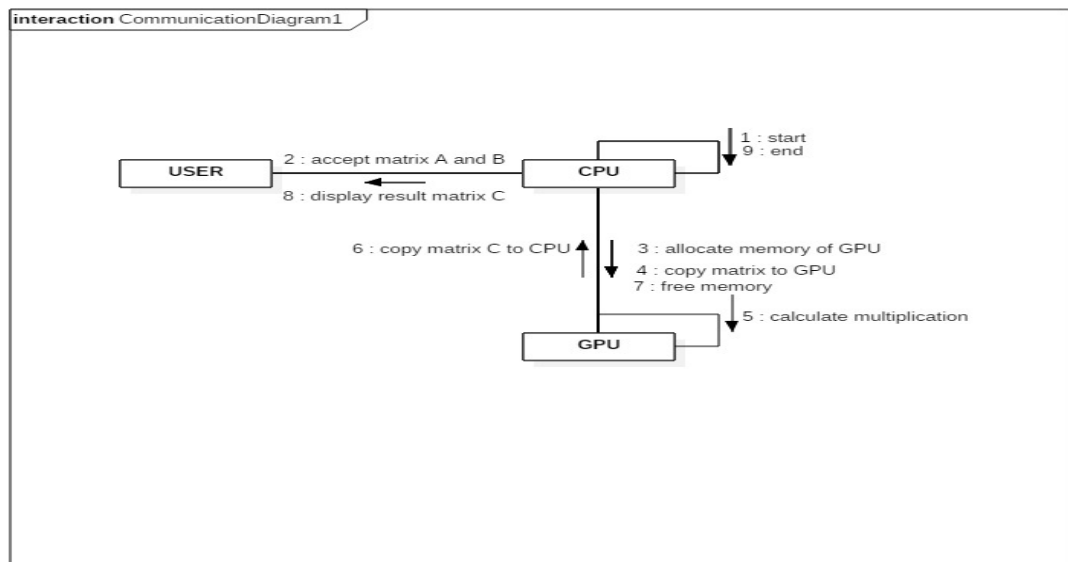 interaction CommunicationDiagram1
1 : start
9 : end
2 : accept matrix A and B
USER
CPU
8 : display result matrix C
6 : copy matrix C to CPU
3 : allocate memory of GPU
4 : copy matrix to GPU
7 : free memory
5 : calculate multiplication
GPU